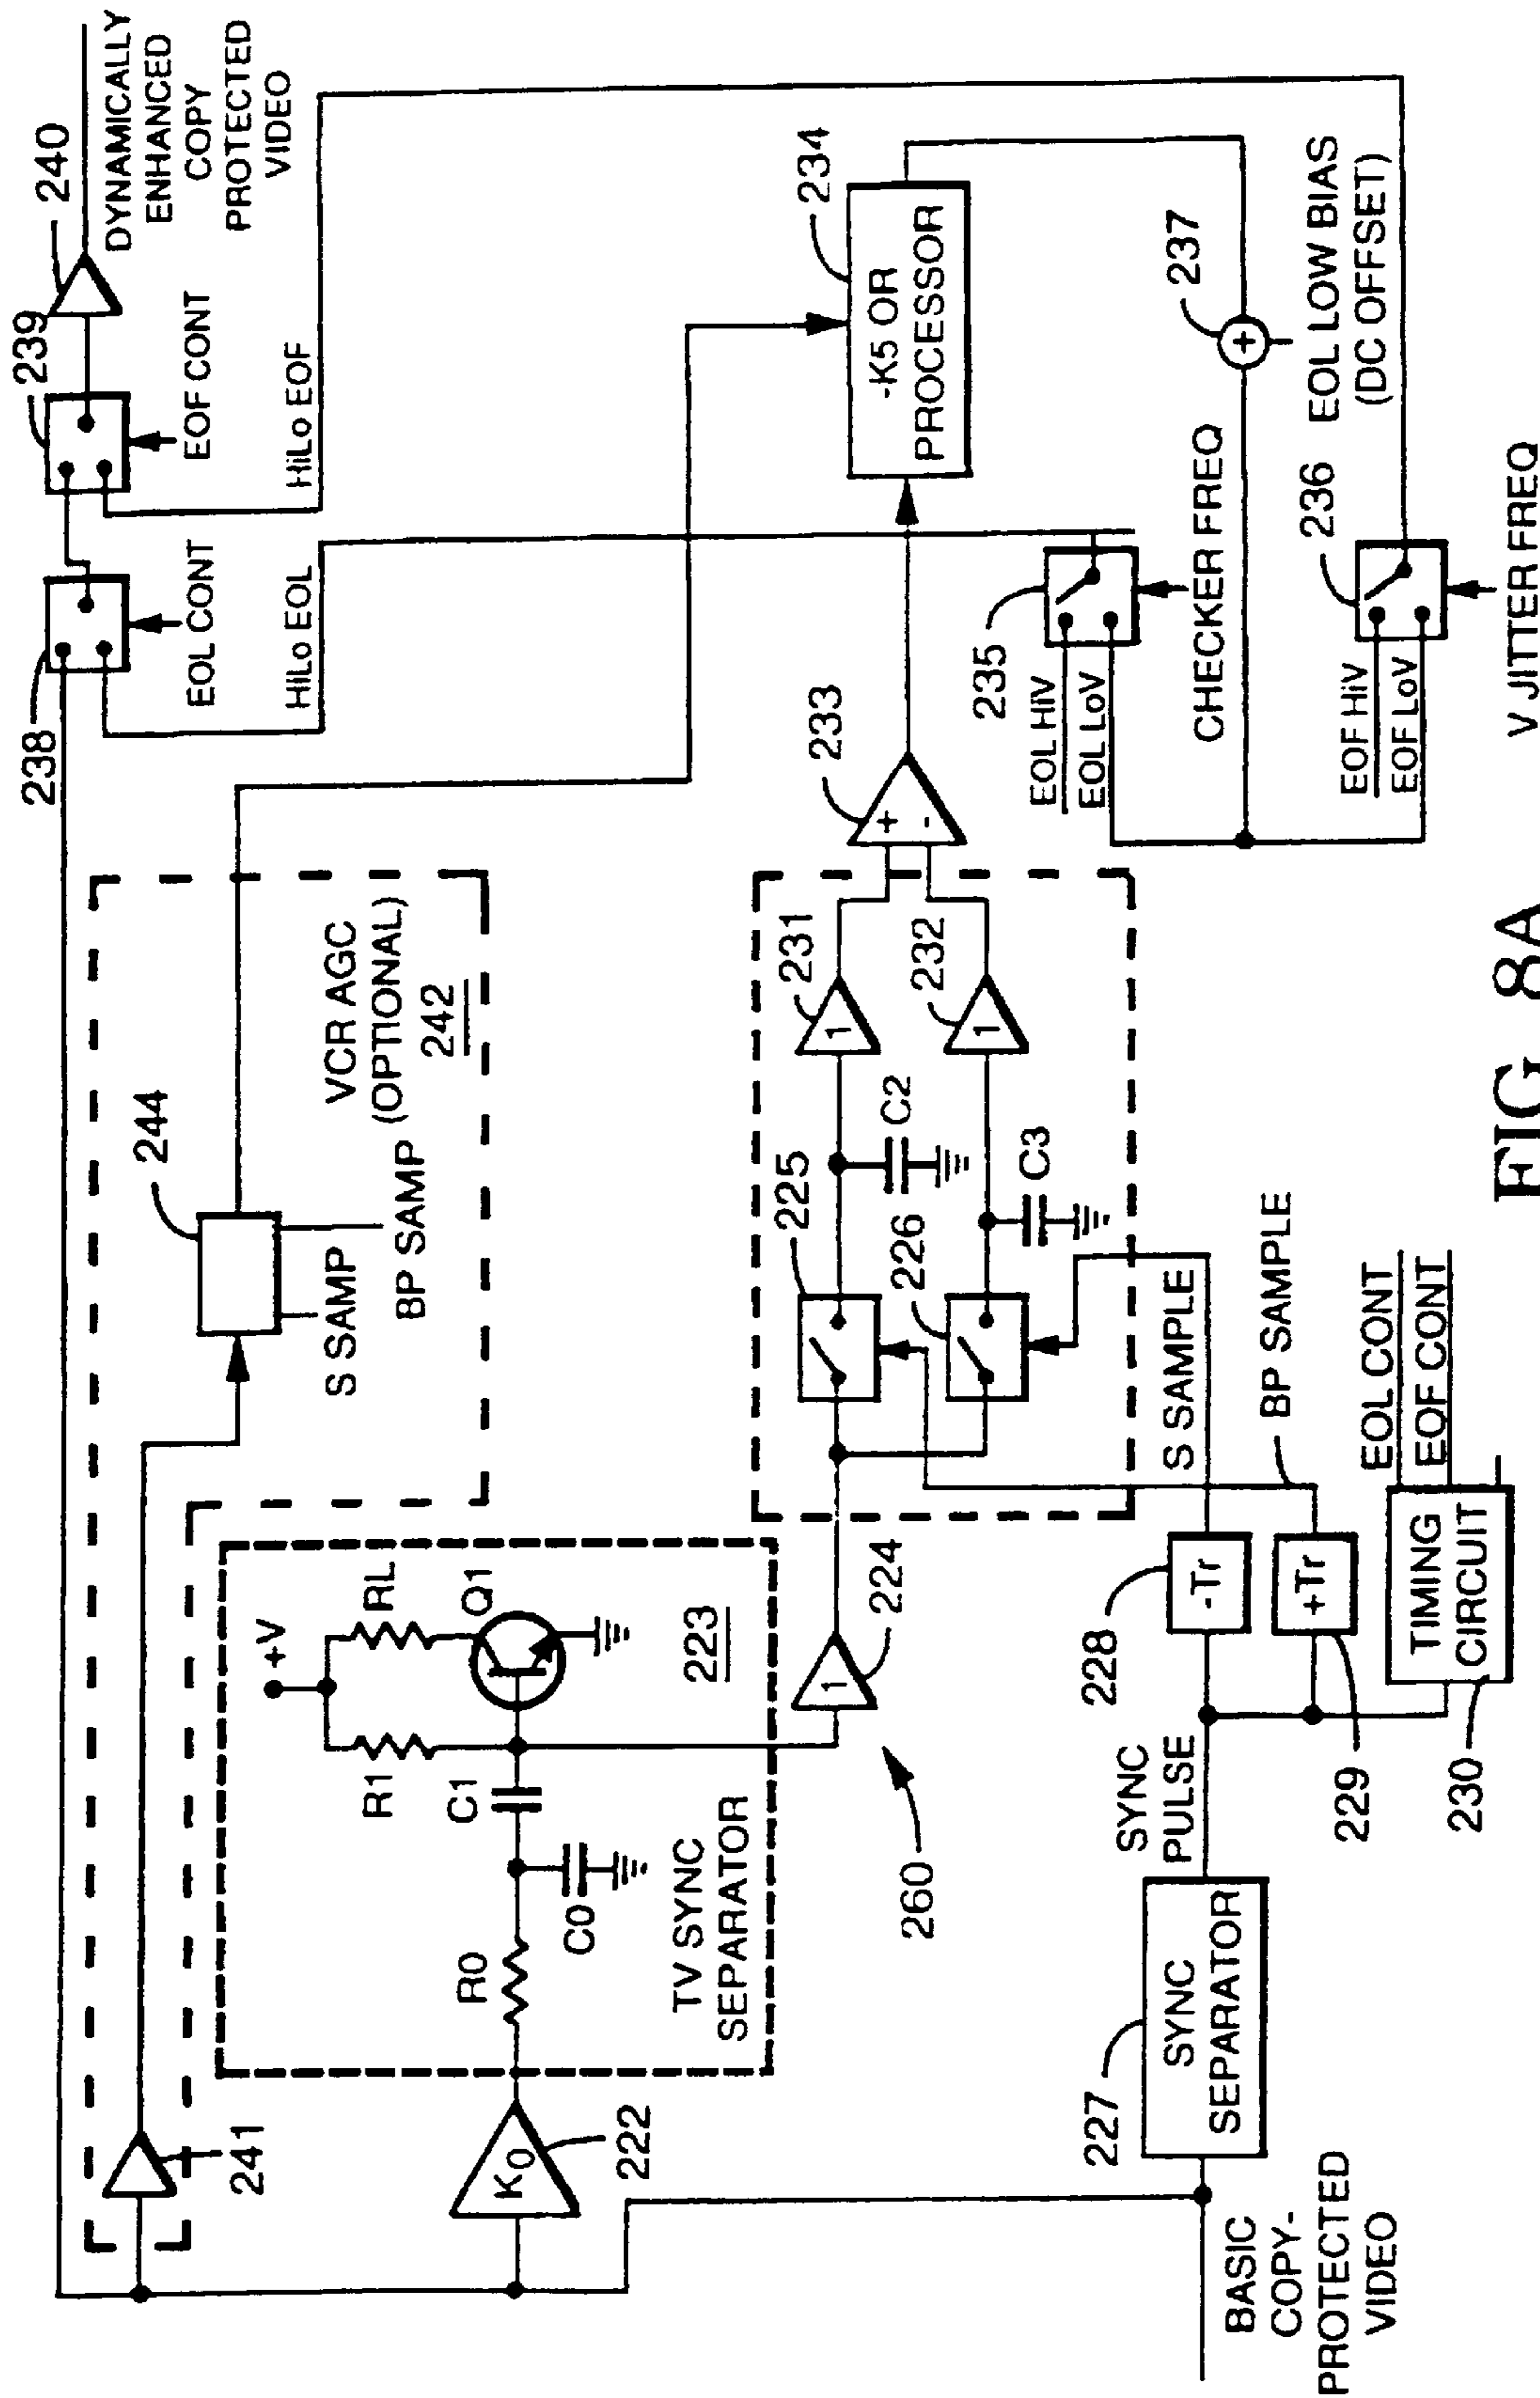 238
239
240
DYNAMICALLY
ENHANCED
COPY
PROTECTED
VIDEO
EOL CONT
EOF CONT
HiLo EOL
HiLo EOF
241
244
S SAMP
BP SAMP
VCR AGC
(OPTIONAL)
242
+V
R1
RL
Q1
C1
R0
C0
223
TV SYNC
SEPARATOR
K0
222
1
224
260
225
226
C2
C3
1
231
1
232
+
-
233
-K5 OR
PROCESSOR
234
235
EOL HiV
EOL LoV
CHECKER FREQ
+
237
EOL LOW BIAS
(DC OFFSET)
236
EOF HiV
EOF LoV
V JITTER FREQ
S SAMPLE
BP SAMPLE
228
-Tr
+Tr
229
TIMING
CIRCUIT
230
EOL CONT
EOF CONT
SYNC
PULSE
227
SYNC
SEPARATOR
BASIC
COPY-
PROTECTED
VIDEO
FIG. 8A